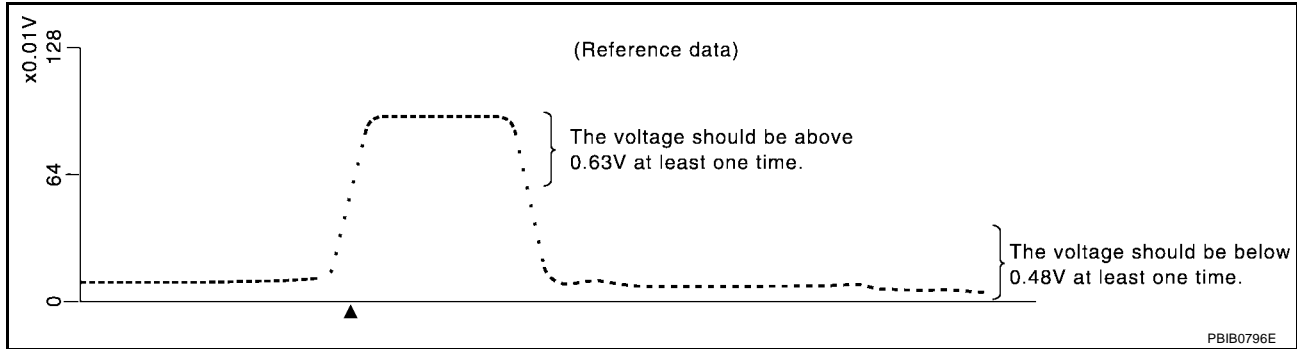 x0.01V
128
(Reference data)
The voltage should be above
0.63V at least one time.
64
The voltage should be below
0.48V at least one time.
0
PBIB0796E